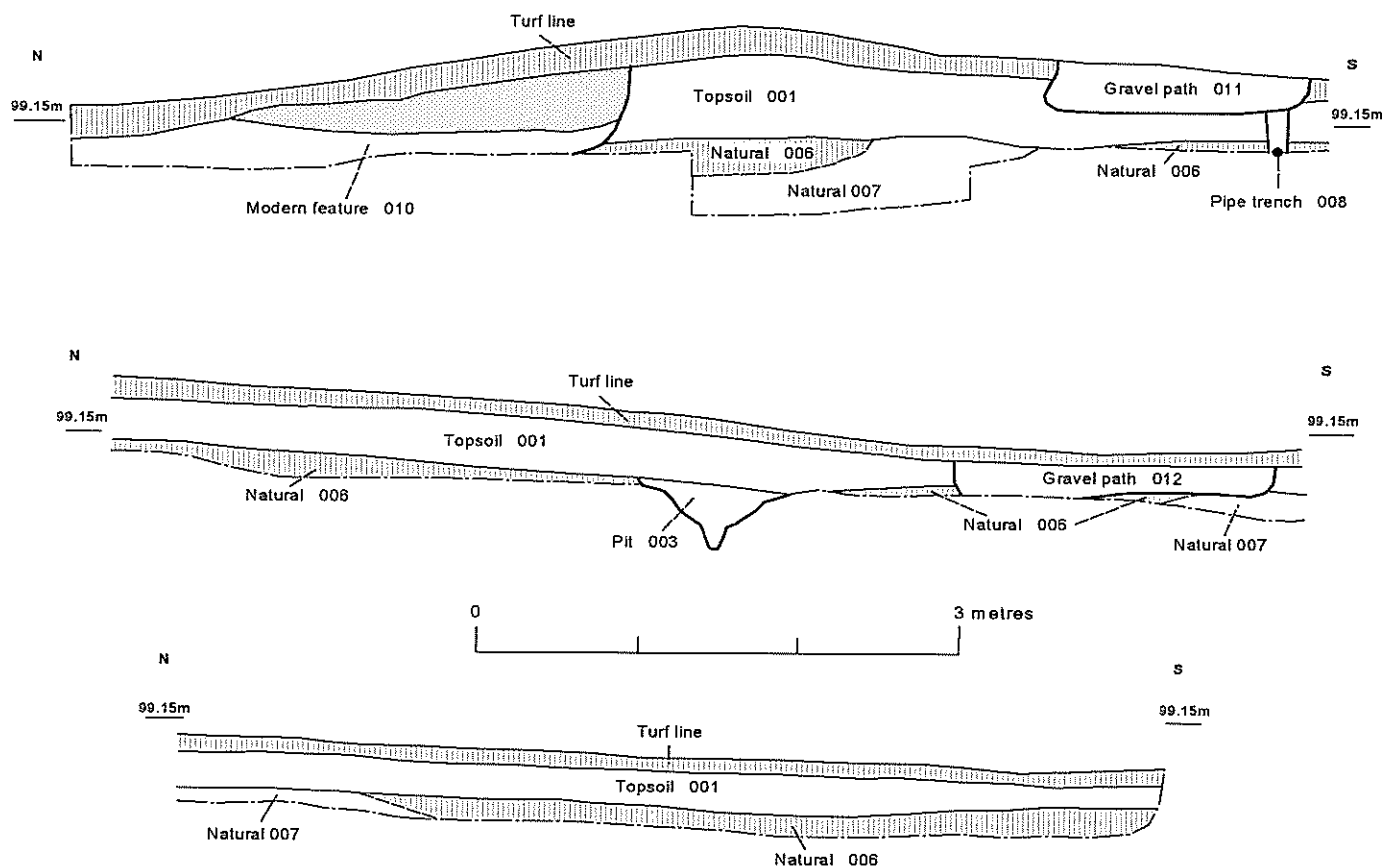 Turf line
N
S
99.15m
Topsoil 001
Gravel path 011
99.15m
Natural 006
Natural 006
Natural 007
Modern feature 010
Pipe trench 008
N
S
Turf line
99.15m
99.15m
Topsoil 001
Gravel path 012
Natural 006
Natural 006
Pit 003
Natural 007
0
3 metres
N
S
99.15m
99.15m
Turf line
Topsoil 001
Natural 007
Natural 006